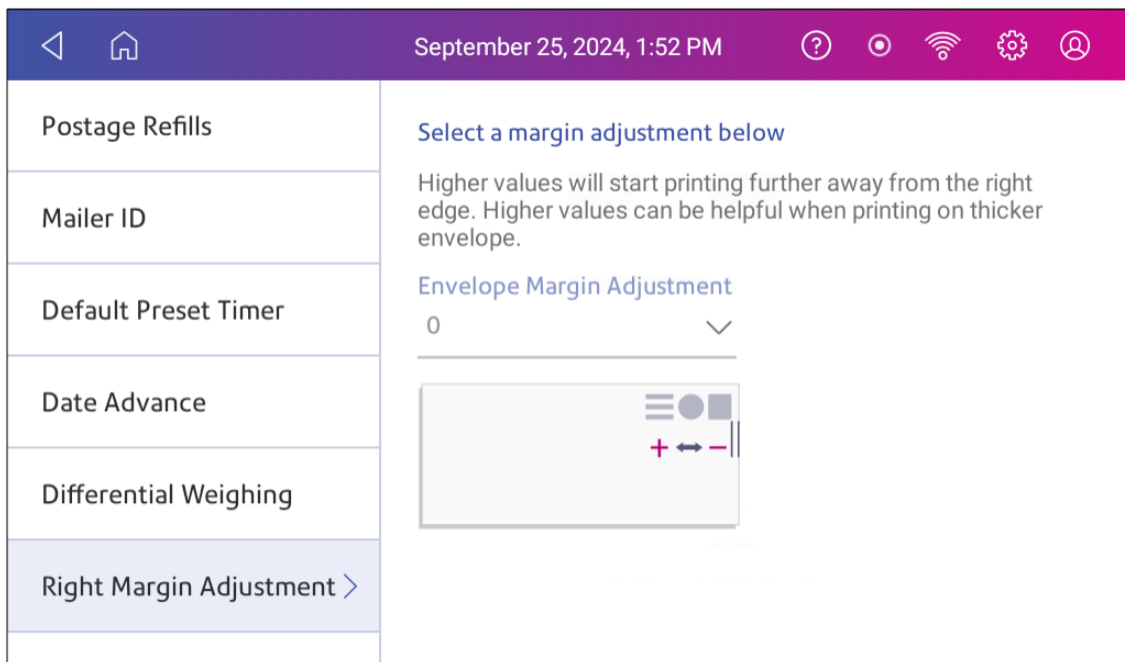 September 25, 2024, 1:52 PM
Postage Refills
Mailer ID
Default Preset Timer
Date Advance
Differential Weighing
Right Margin Adjustment
Select a margin adjustment below
Higher values will start printing further away from the right
edge. Higher values can be helpful when printing on thicker
envelope.
Envelope Margin Adjustment
0